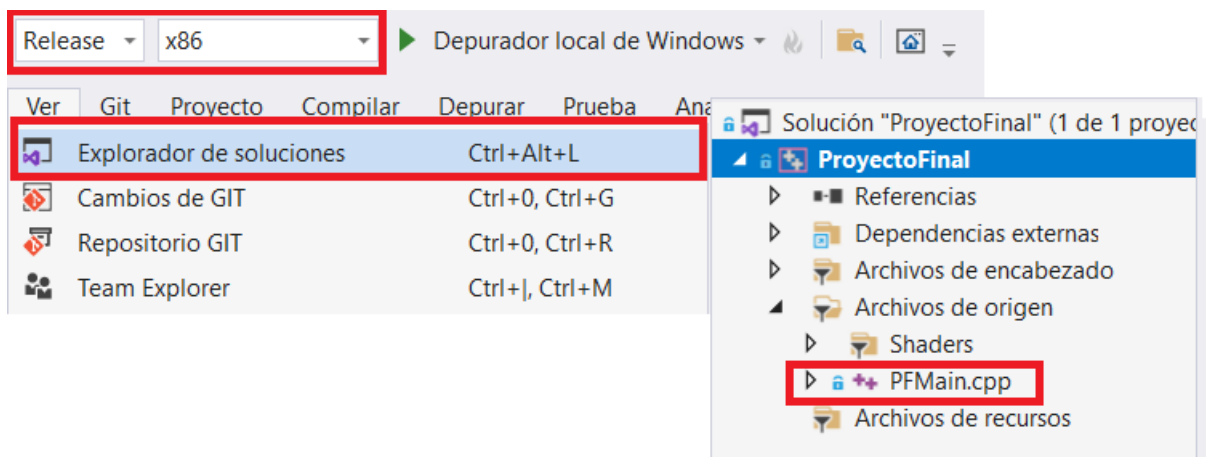 Release x86 Depurador local de Windows
Ver Git Proyecto Compilar Depurar Prueba
Explorador de soluciones Ctrl+Alt+L
Cambios de GIT Ctrl+0, Ctrl+G
Repositorio GIT Ctrl+0, Ctrl+R
Team Explorer Ctrl+|, Ctrl+M
Solución "ProyectoFinal" (1 de 1 proyec
ProyectoFinal
Referencias
Dependencias externas
Archivos de encabezado
Archivos de origen
Shaders
PFMain.cpp
Archivos de recursos